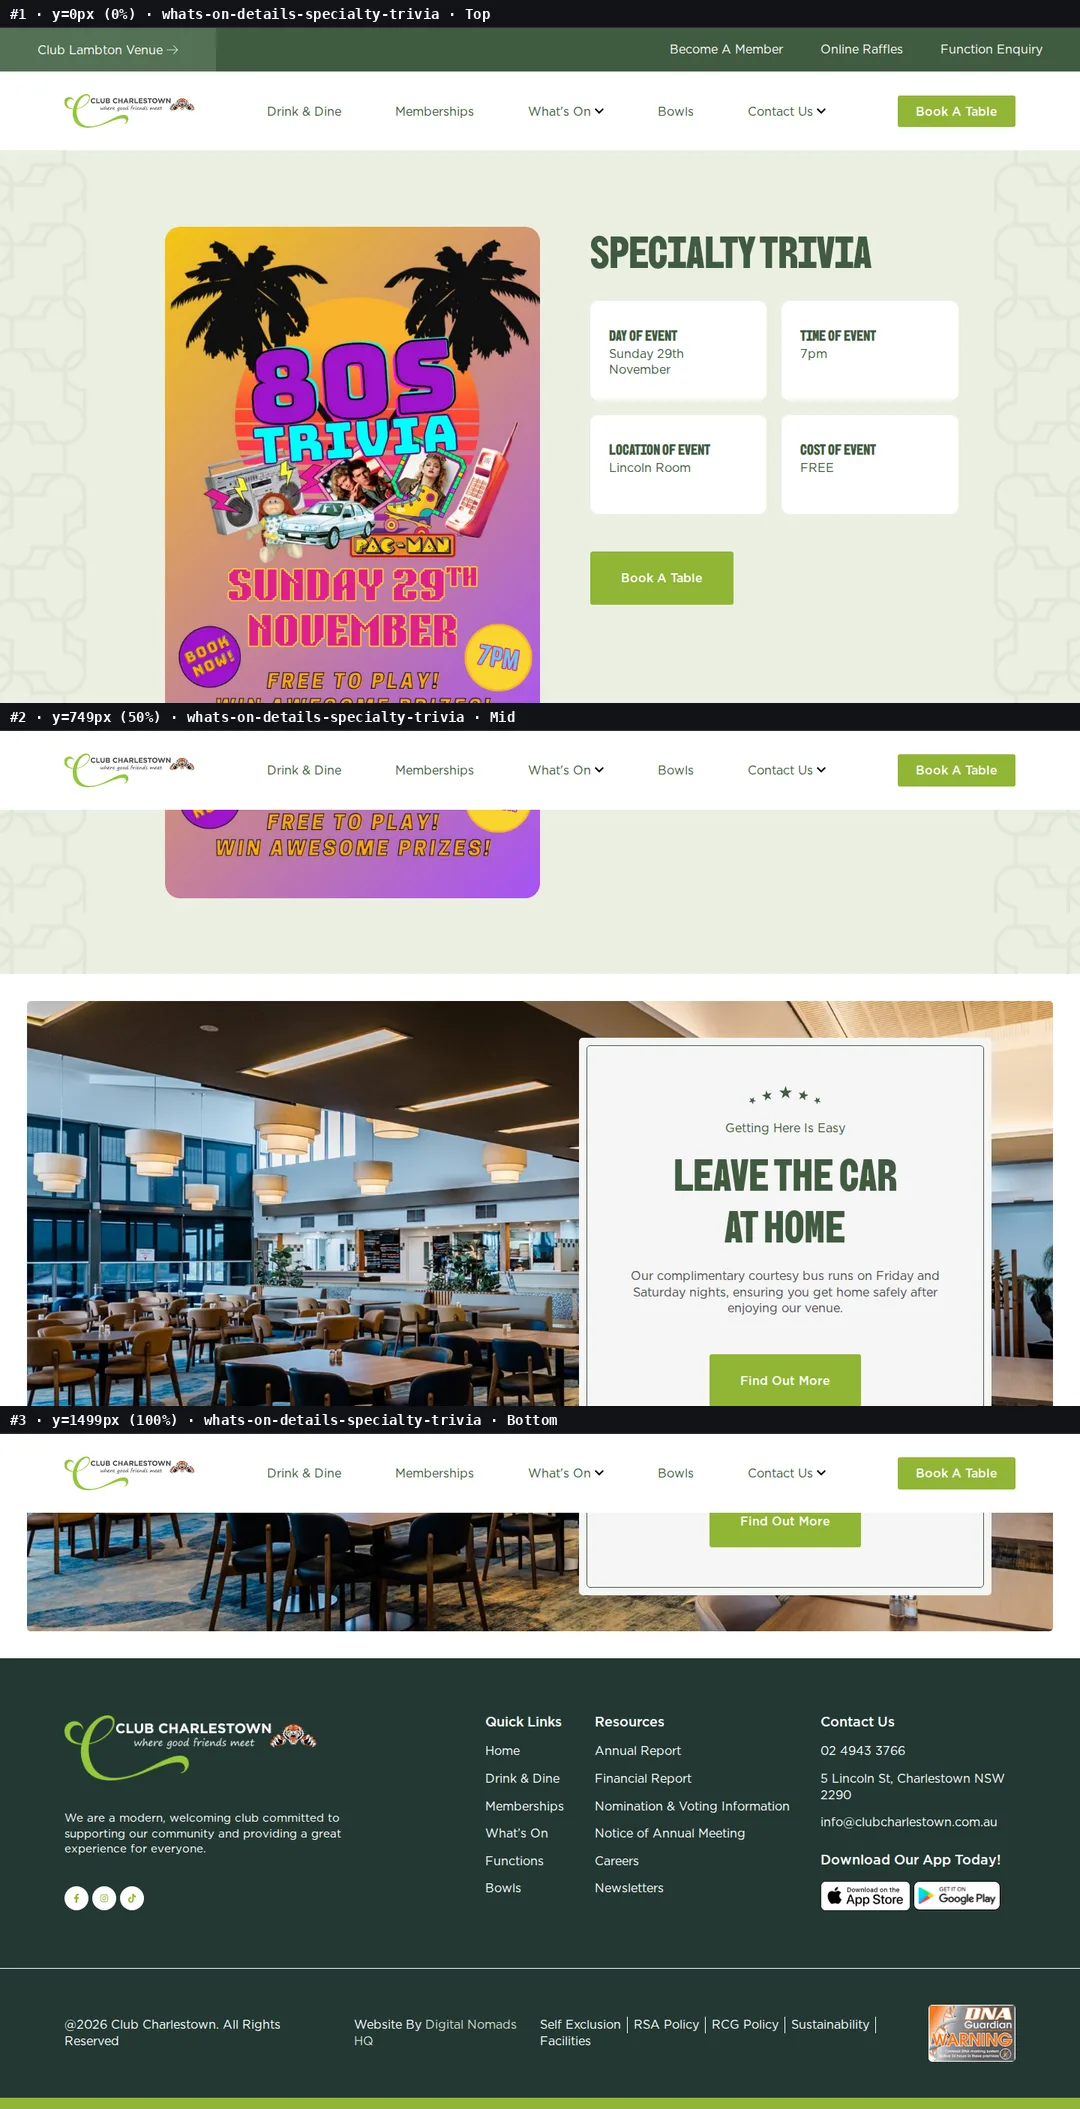 #1 · y=0px (0%) · whats-on-details-specialty-trivia · Top
Club Lambton Venue
Become A Member
Online Raffles
Function Enquiry
CLUB CHARLESTOWN
where good friends meet
Drink & Dine
Memberships
What's On
Bowls
Contact Us
Book A Table
80S
TRIVIA
PAC-MAN
SUNDAY 29TH
NOVEMBER
BOOK
NOW!
7PM
FREE TO PLAY!
SPECIALTY TRIVIA
DAY OF EVENT
Sunday 29th
November
TIME OF EVENT
7pm
LOCATION OF EVENT
Lincoln Room
COST OF EVENT
FREE
Book A Table
#2 · y=749px (50%) · whats-on-details-specialty-trivia · Mid
CLUB CHARLESTOWN
where good friends meet
Drink & Dine
Memberships
What's On
Bowls
Contact Us
Book A Table
FREE TO PLAY!
WIN AWESOME PRIZES!
Getting Here Is Easy
LEAVE THE CAR
AT HOME
Our complimentary courtesy bus runs on Friday and
Saturday nights, ensuring you get home safely after
enjoying our venue.
Find Out More
#3 · y=1499px (100%) · whats-on-details-specialty-trivia · Bottom
CLUB CHARLESTOWN
where good friends meet
Drink & Dine
Memberships
What's On
Bowls
Contact Us
Book A Table
Find Out More
CLUB CHARLESTOWN
where good friends meet
We are a modern, welcoming club committed to
supporting our community and providing a great
experience for everyone.
Quick Links
Home
Drink & Dine
Memberships
What's On
Functions
Bowls
Resources
Annual Report
Financial Report
Nomination & Voting Information
Notice of Annual Meeting
Careers
Newsletters
Contact Us
02 4943 3766
5 Lincoln St, Charlestown NSW
2290
info@clubcharlestown.com.au
Download Our App Today!
Download on the
App Store
GET IT ON
Google Play
@2026 Club Charlestown. All Rights
Reserved
Website By Digital Nomads
HQ
Self Exclusion
RSA Policy
RCG Policy
Sustainability
Facilities
DNA
Guardian
WARNING